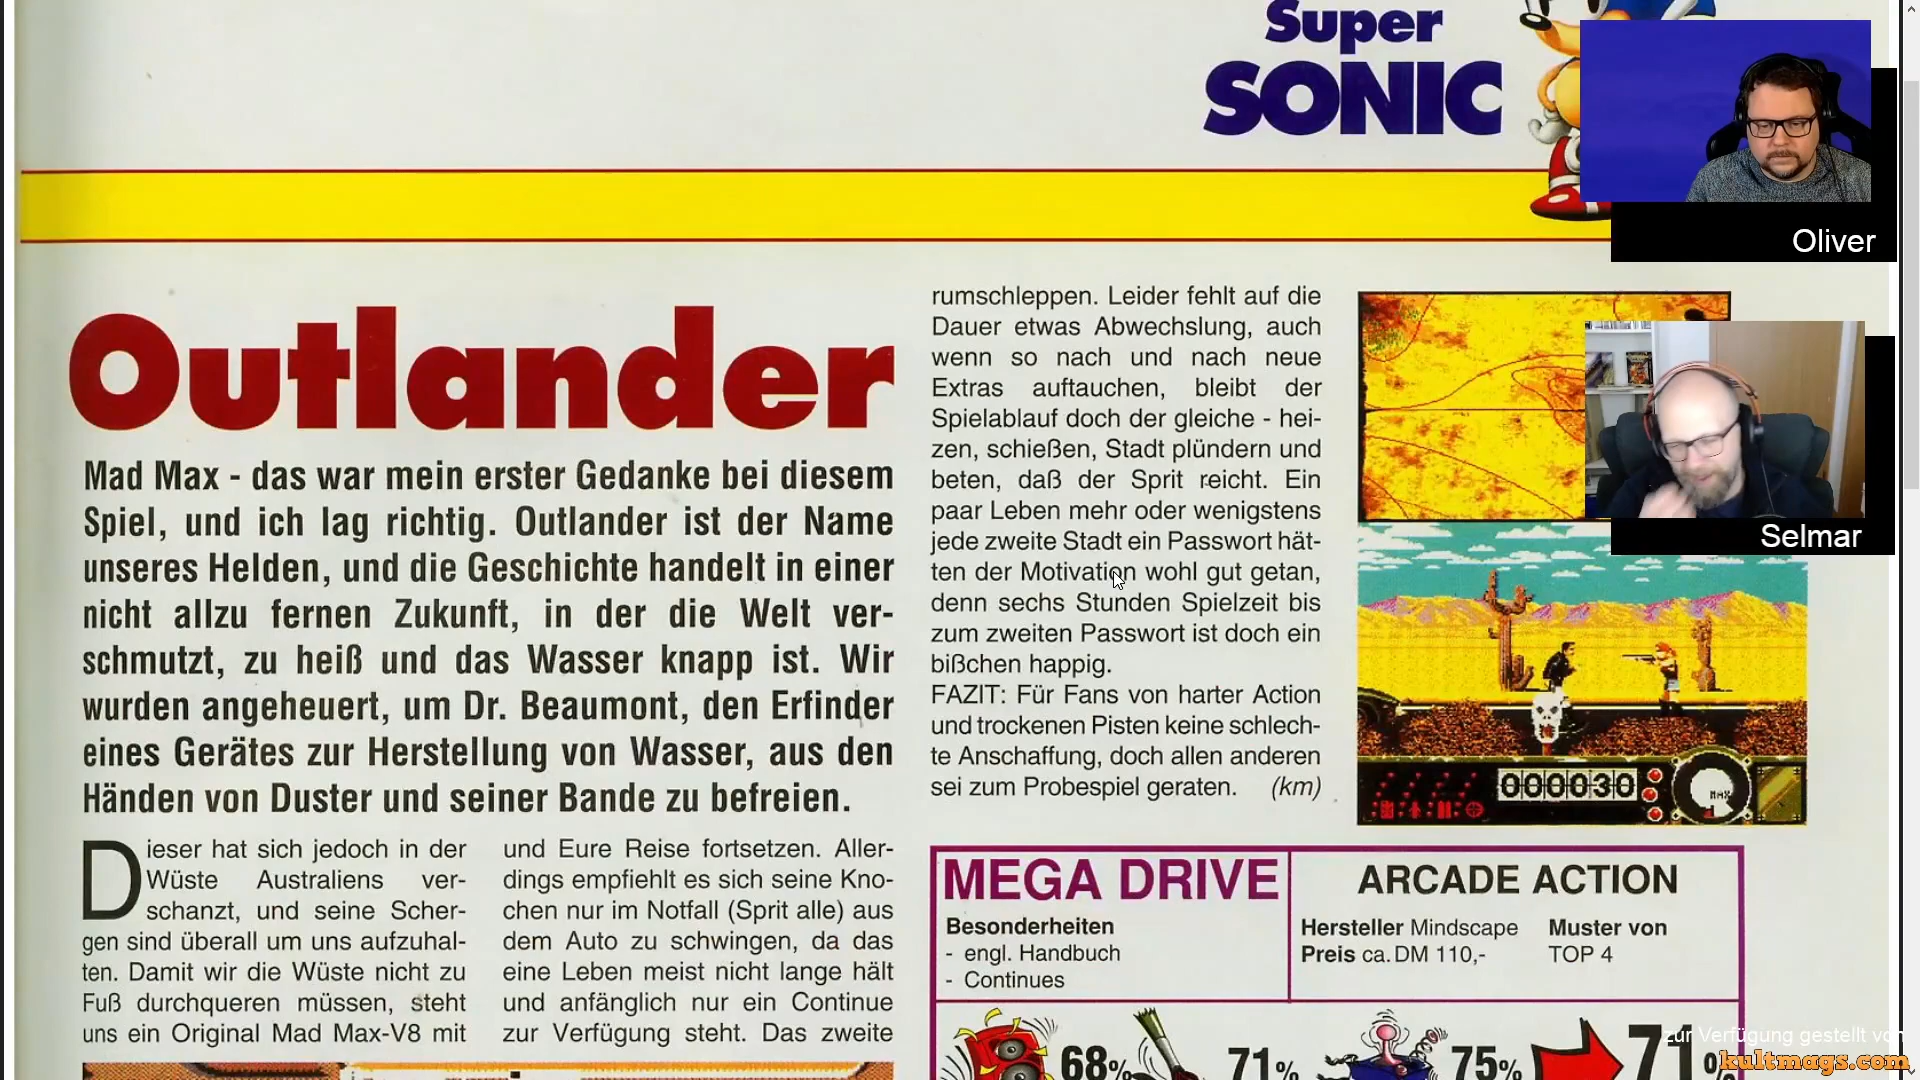 Super
SONIC
Oliver
Selmar
Outlander
Mad Max - das war mein erster Gedanke bei diesem
Spiel, und ich lag richtig. Outlander ist der Name
unseres Helden, und die Geschichte handelt in einer
nicht allzu fernen Zukunft, in der die Welt ver-
schmutzt, zu heiß und das Wasser knapp ist. Wir
wurden angeheuert, um Dr. Beaumont, den Erfinder
eines Gerätes zur Herstellung von Wasser, aus den
Händen von Duster und seiner Bande zu befreien.
Dieser hat sich jedoch in der
Wüste Australiens ver-
schanzt, und seine Scher-
gen sind überall um uns aufzuhal-
ten. Damit wir die Wüste nicht zu
Fuß durchqueren müssen, steht
uns ein Original Mad Max-V8 mit
und Eure Reise fortsetzen. Aller-
dings empfiehlt es sich seine Kno-
chen nur im Notfall (Sprit alle) aus
dem Auto zu schwingen, da das
eine Leben meist nicht lange hält
und anfänglich nur ein Continue
zur Verfügung steht. Das zweite
rumschleppen. Leider fehlt auf die
Dauer etwas Abwechslung, auch
wenn so nach und nach neue
Extras auftauchen, bleibt der
Spielablauf doch der gleiche - hei-
zen, schießen, Stadt plündern und
beten, daß der Sprit reicht. Ein
paar Leben mehr oder wenigstens
jede zweite Stadt ein Passwort hät-
ten der Motivation wohl gut getan,
denn sechs Stunden Spielzeit bis
zum zweiten Passwort ist doch ein
bißchen happig.
FAZIT: Für Fans von harter Action
und trockenen Pisten keine schlech-
te Anschaffung, doch allen anderen
sei zum Probespiel geraten. (km)
000030
MAX
MEGA DRIVE
Besonderheiten
- engl. Handbuch
- Continues
ARCADE ACTION
Hersteller Mindscape
Preis ca. DM 110,-
Muster von
TOP 4
68% 71% 75% 71%
zur Verfügung gestellt von
kultmags.com